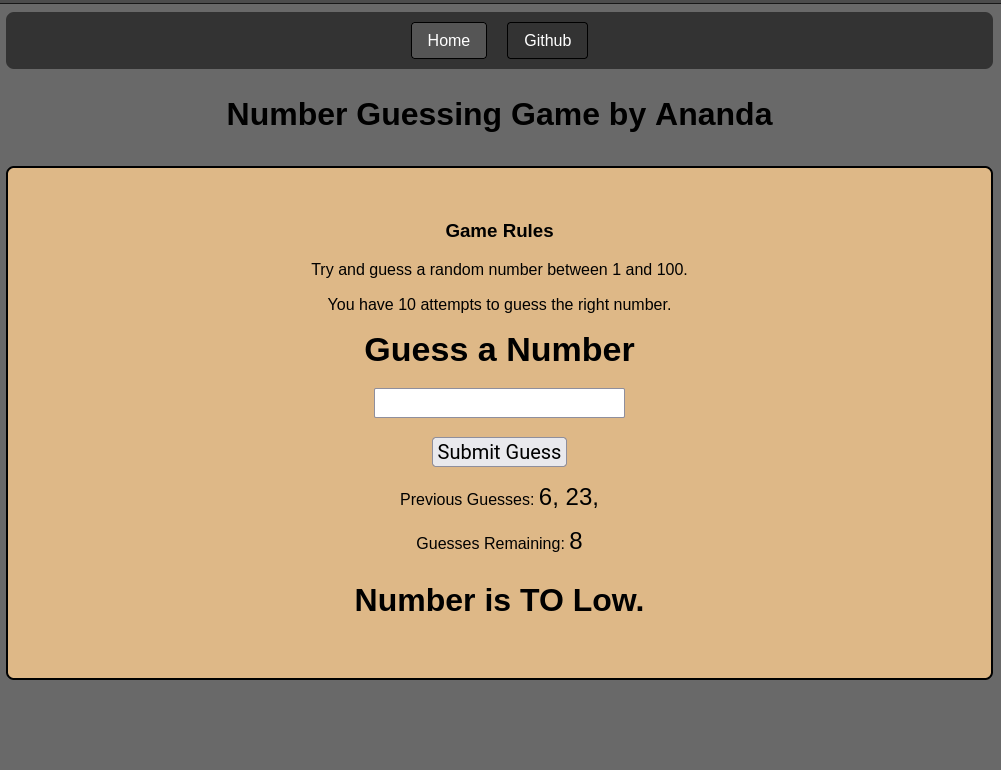 Home Github
Number Guessing Game by Ananda
Game Rules
Try and guess a random number between 1 and 100.
You have 10 attempts to guess the right number.
Guess a Number
Submit Guess
Previous Guesses: 6, 23,
Guesses Remaining: 8
Number is TO Low.